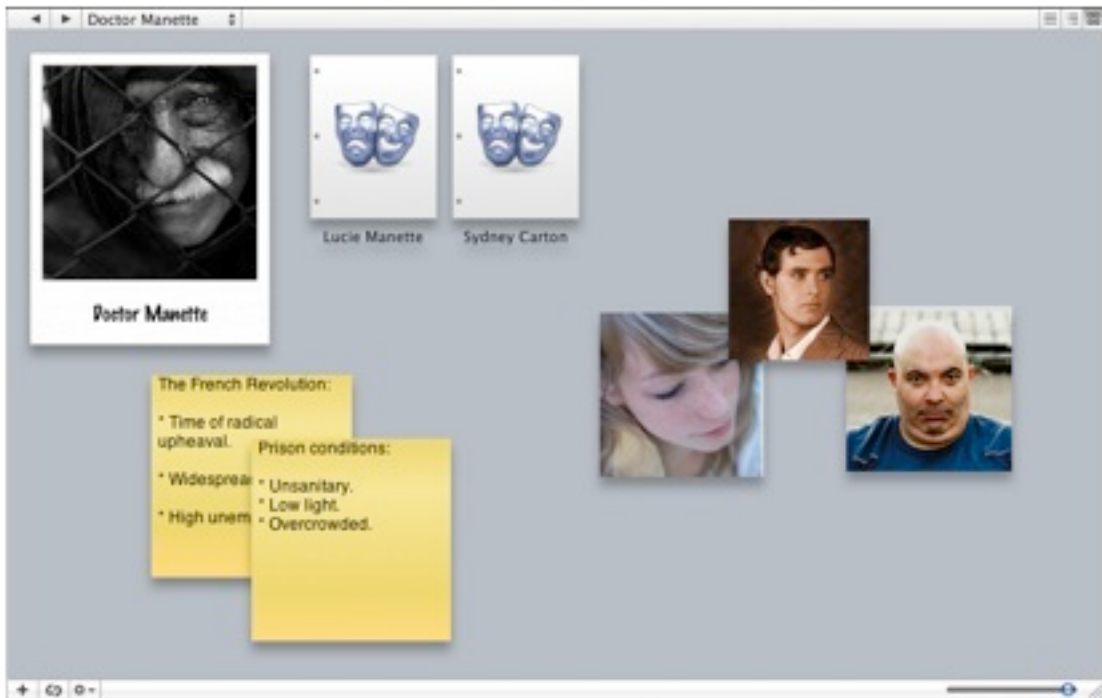 Doctor Manette
Doctor Manette
Lucie Manette
Sydney Carton
The French Revolution:
* Time of radical
upheaval.
* High
Prison conditions:
* Unsanitary.
* Low light.
* Overcrowded.